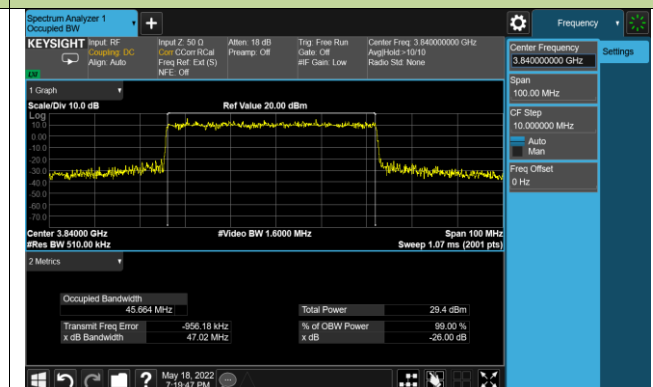 Spectrum Analyzer 1
Occupied BW
Frequency
KEYSIGHT
Input: RF
Coupling: DC
Align: Auto
Input Z: 50 Ω
Corr CCorr RCal
Freq Ref: Ext (S)
NFE: Off
Atten: 18 dB
Preamp: Off
Trig: Free Run
Gate: Off
#IF Gain: Low
Center Freq: 3.840000000 GHz
Avg|Hold:>10/10
Radio Std: None
Center Frequency
3.840000000 GHz
Settings
Span
100.00 MHz
CF Step
10.000000 MHz
Auto
Man
Freq Offset
0 Hz
1 Graph
Scale/Div 10.0 dB
Ref Value 20.00 dBm
Log
10.0
0.00
-10.0
-20.0
-30.0
-40.0
-50.0
-60.0
-70.0
Center 3.84000 GHz
#Video BW 1.6000 MHz
Span 100 MHz
#Res BW 510.00 kHz
Sweep 1.07 ms (2001 pts)
2 Metrics
Occupied Bandwidth
45.664 MHz
Total Power
29.4 dBm
Transmit Freq Error
-956.18 kHz
% of OBW Power
99.00 %
x dB Bandwidth
47.02 MHz
x dB
-26.00 dB
?
May 18, 2022
7:19:47 PM